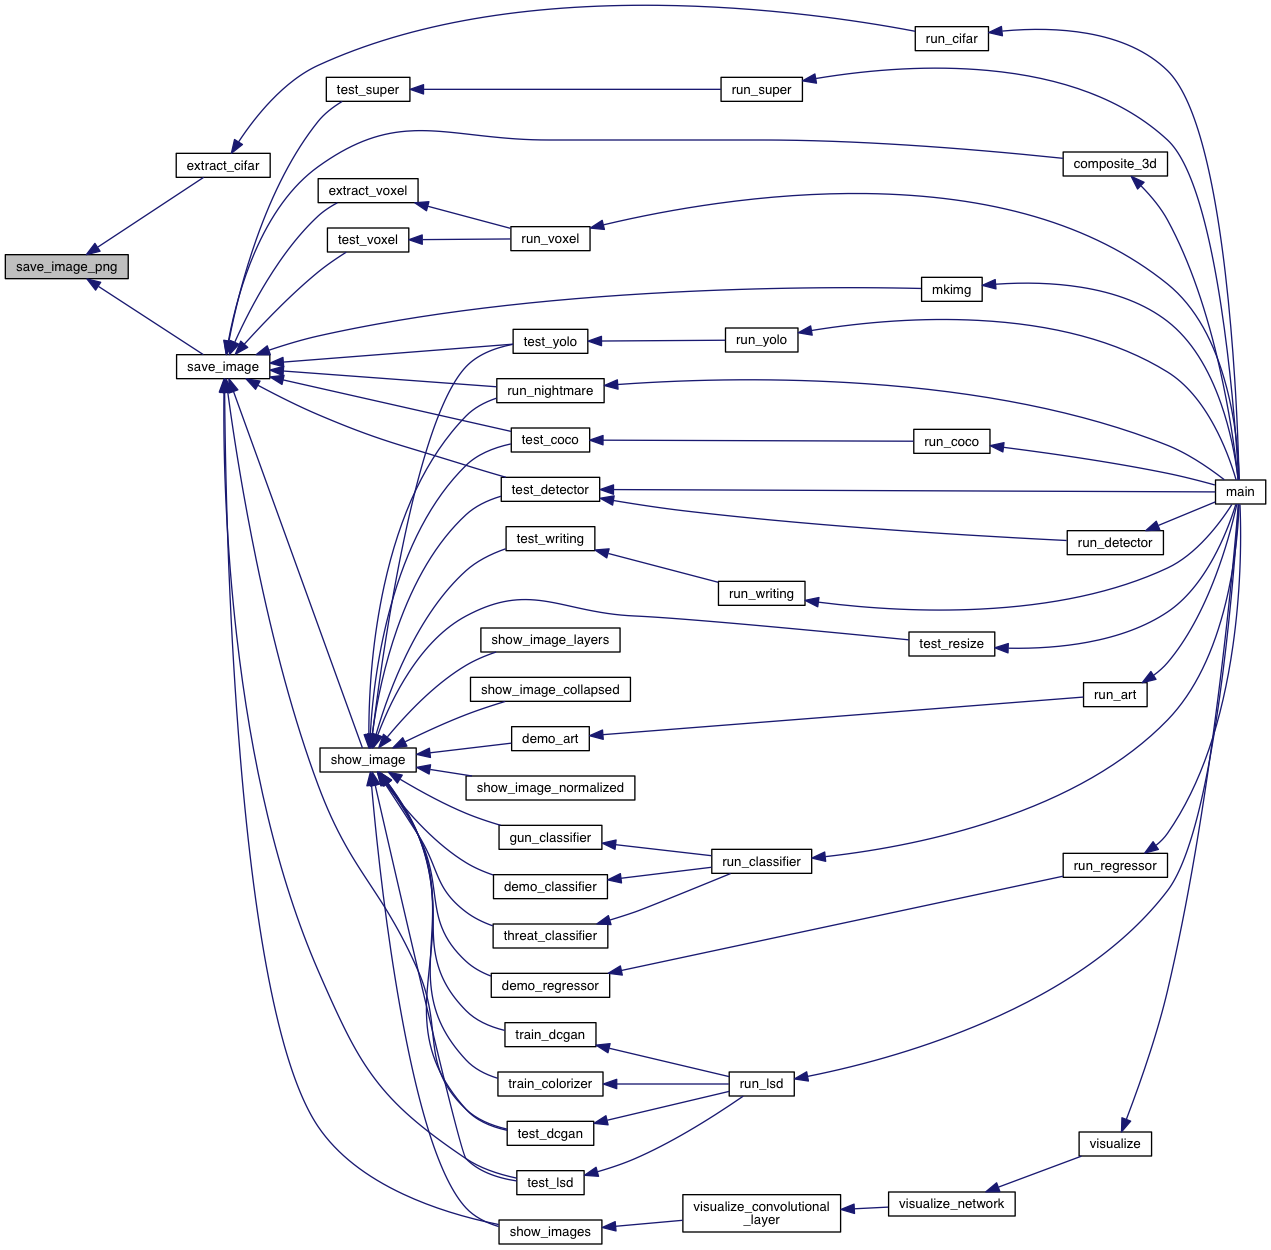 run_cifar
test_super
run_super
extract_cifar
composite_3d
extract_voxel
test_voxel
run_voxel
save_image_png
mkimg
test_yolo
run_yolo
save_image
run_nightmare
test_coco
run_coco
test_detector
main
test_writing
run_detector
run_writing
show_image_layers
test_resize
show_image_collapsed
run_art
demo_art
show_image
show_image_normalized
gun_classifier
run_classifier
run_regressor
demo_classifier
threat_classifier
demo_regressor
train_dcgan
train_colorizer
run_lsd
test_dcgan
visualize
test_lsd
visualize_convolutional
_layer
visualize_network
show_images